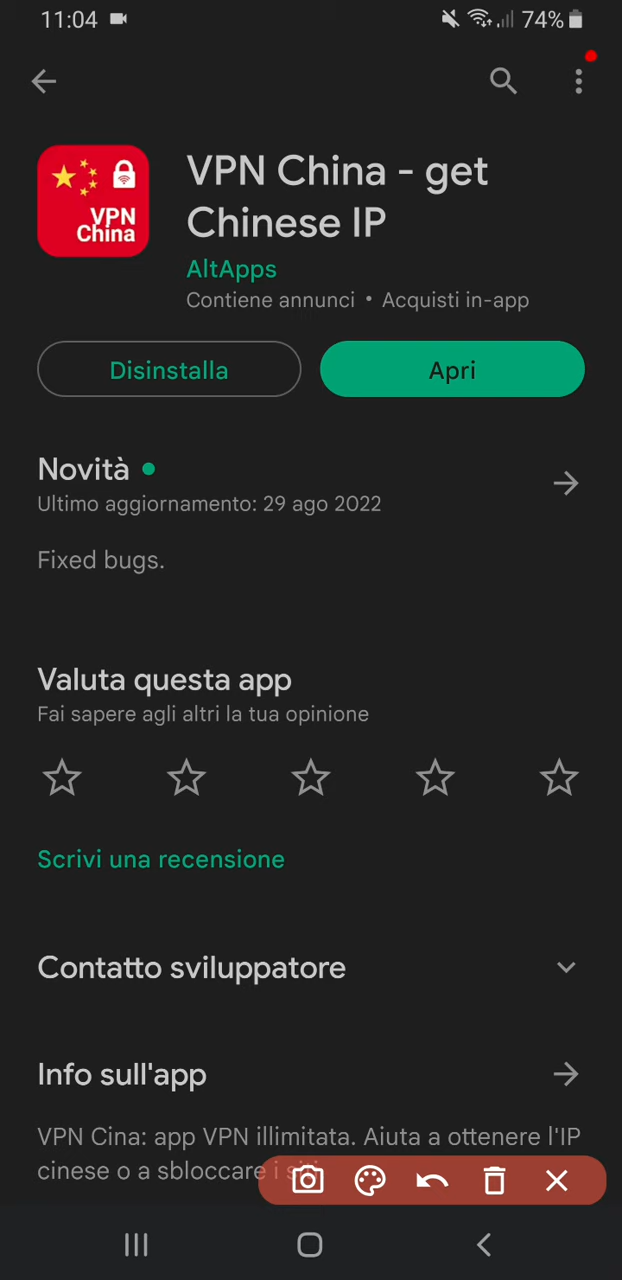 11:04
74%
VPN
China
VPN China - get
Chinese IP
AltApps
Contiene annunci • Acquisti in-app
Disinstalla
Apri
Novità
Ultimo aggiornamento: 29 ago 2022
Fixed bugs.
Valuta questa app
Fai sapere agli altri la tua opinione
Scrivi una recensione
Contatto sviluppatore
Info sull'app
VPN Cina: app VPN illimitata. Aiuta a ottenere l'IP
cinese o a sbloccare i